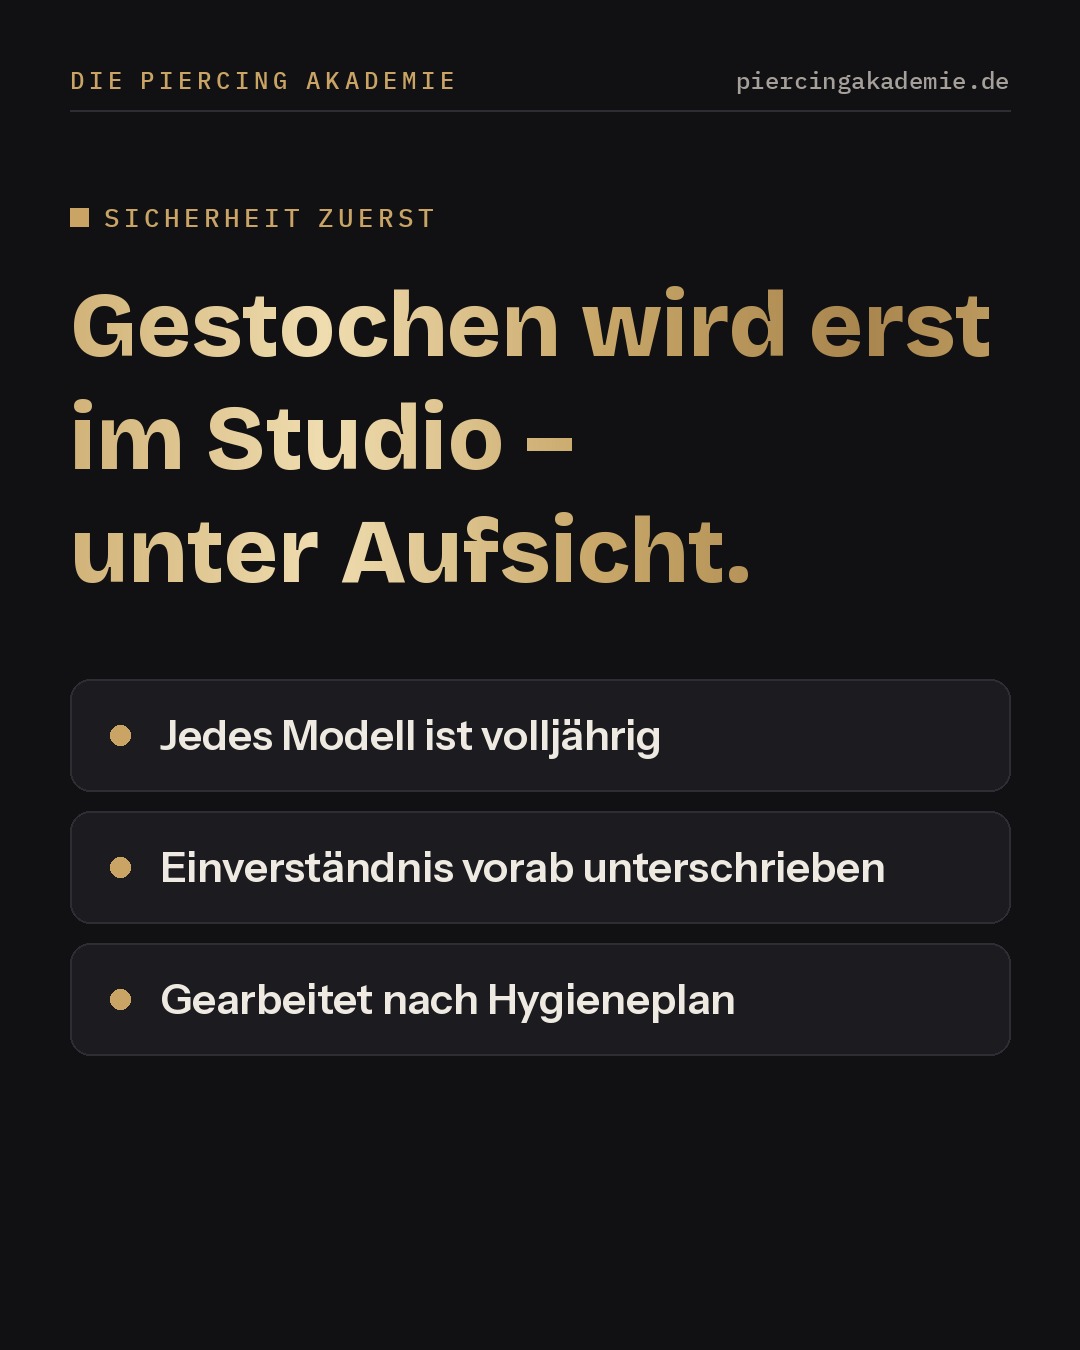 DIE PIERCING AKADEMIE
piercingakademie.de
SICHERHEIT ZUERST
Gestochen wird erst
im Studio –
unter Aufsicht.
Jedes Modell ist volljährig
Einverständnis vorab unterschrieben
Gearbeitet nach Hygieneplan